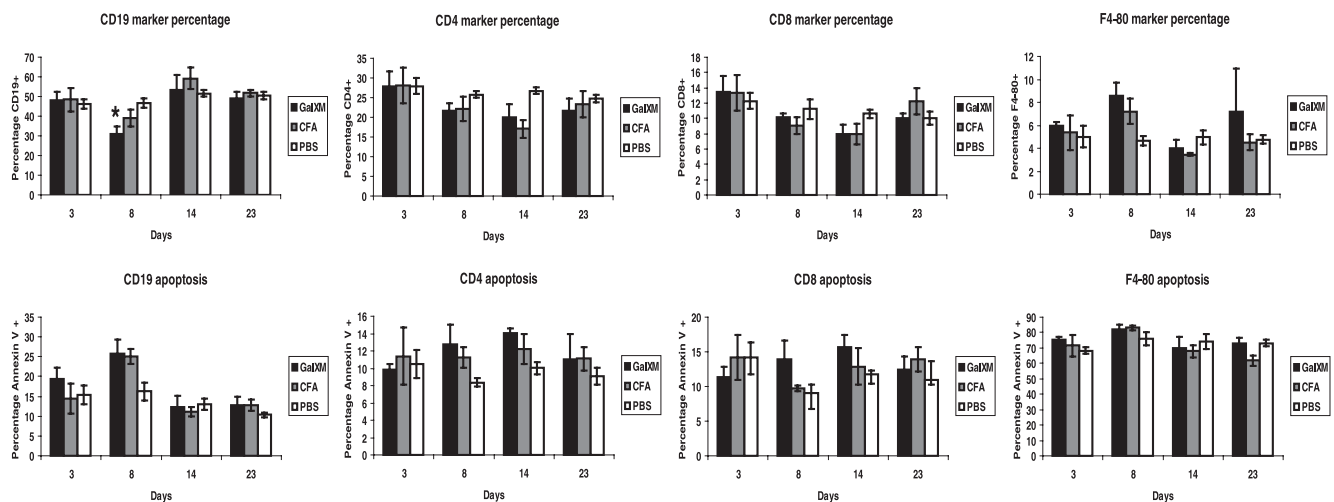 CD19 marker percentage
Percentage CD19+
70
60
50
40
30
20
10
0
*
3 8 14 23
Days
GalXM
CFA
PBS
CD4 marker percentage
Percentage CD4+
35
30
25
20
15
10
5
0
3 8 14 23
Days
GalXM
CFA
PBS
CD8 marker percentage
Percentage CD8+
18
16
14
12
10
8
6
4
2
0
3 8 14 23
Days
GalXM
CFA
PBS
F4-80 marker percentage
Percentage F4-80+
12
10
8
6
4
2
0
3 8 14 23
Days
GalXM
CFA
PBS
CD19 apoptosis
Percentage Annexin V +
35
30
25
20
15
10
5
0
3 8 14 23
Days
GalXM
CFA
PBS
CD4 apoptosis
Percentage Annexin V +
16
14
12
10
8
6
4
2
0
3 8 14 23
Days
GalXM
CFA
PBS
CD8 apoptosis
Percentage Annexin V +
20
15
10
5
0
3 8 14 23
Days
GalXM
CFA
PBS
F4-80 apoptosis
Percentage Annexin V +
90
80
70
60
50
40
30
20
10
0
3 8 14 23
Days
GalXM
CFA
PBS